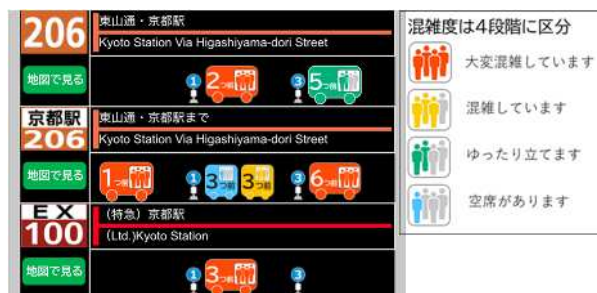 206
東山通・京都駅
Kyoto Station Via Higashiyama-dori Street
地図で見る
1
2つ前
3
5つ前
京都駅
206
東山通・京都駅まで
Kyoto Station Via Higashiyama-dori Street
地図で見る
1つ前
1
3つ前
3つ前
3
6つ前
EX
100
(特急)京都駅
(Ltd.)Kyoto Station
地図で見る
1
3つ前
3
混雑度は4段階に区分
大変混雑しています
混雑しています
ゆったり立てます
空席があります